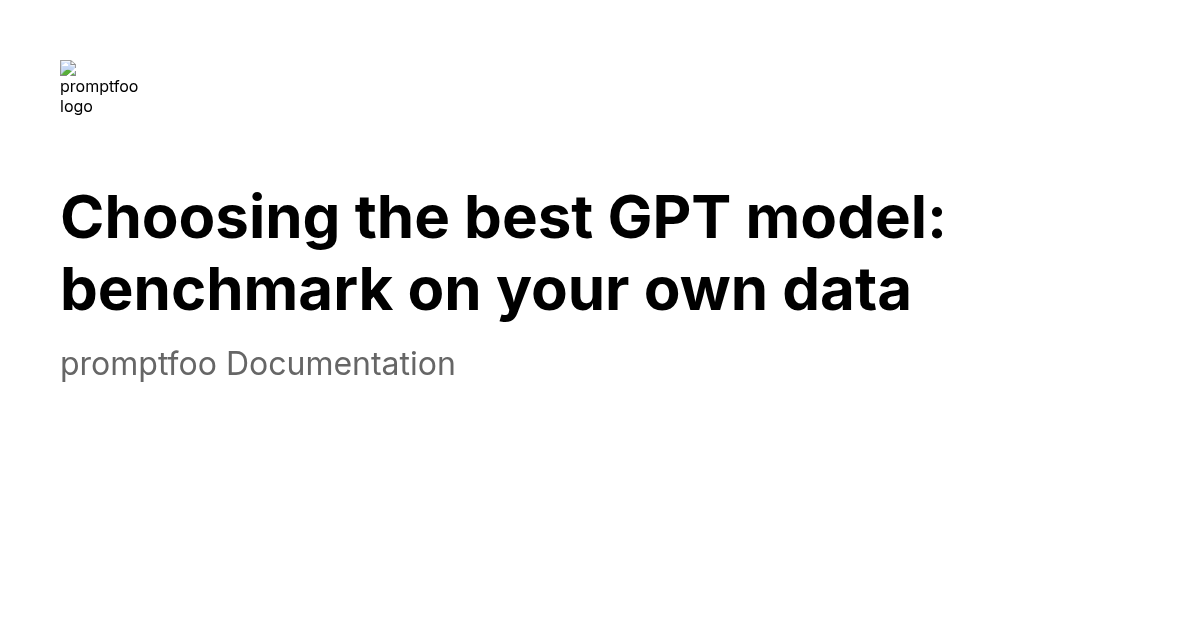 promptfoo
logo
Choosing the best GPT model:
benchmark on your own data
promptfoo Documentation